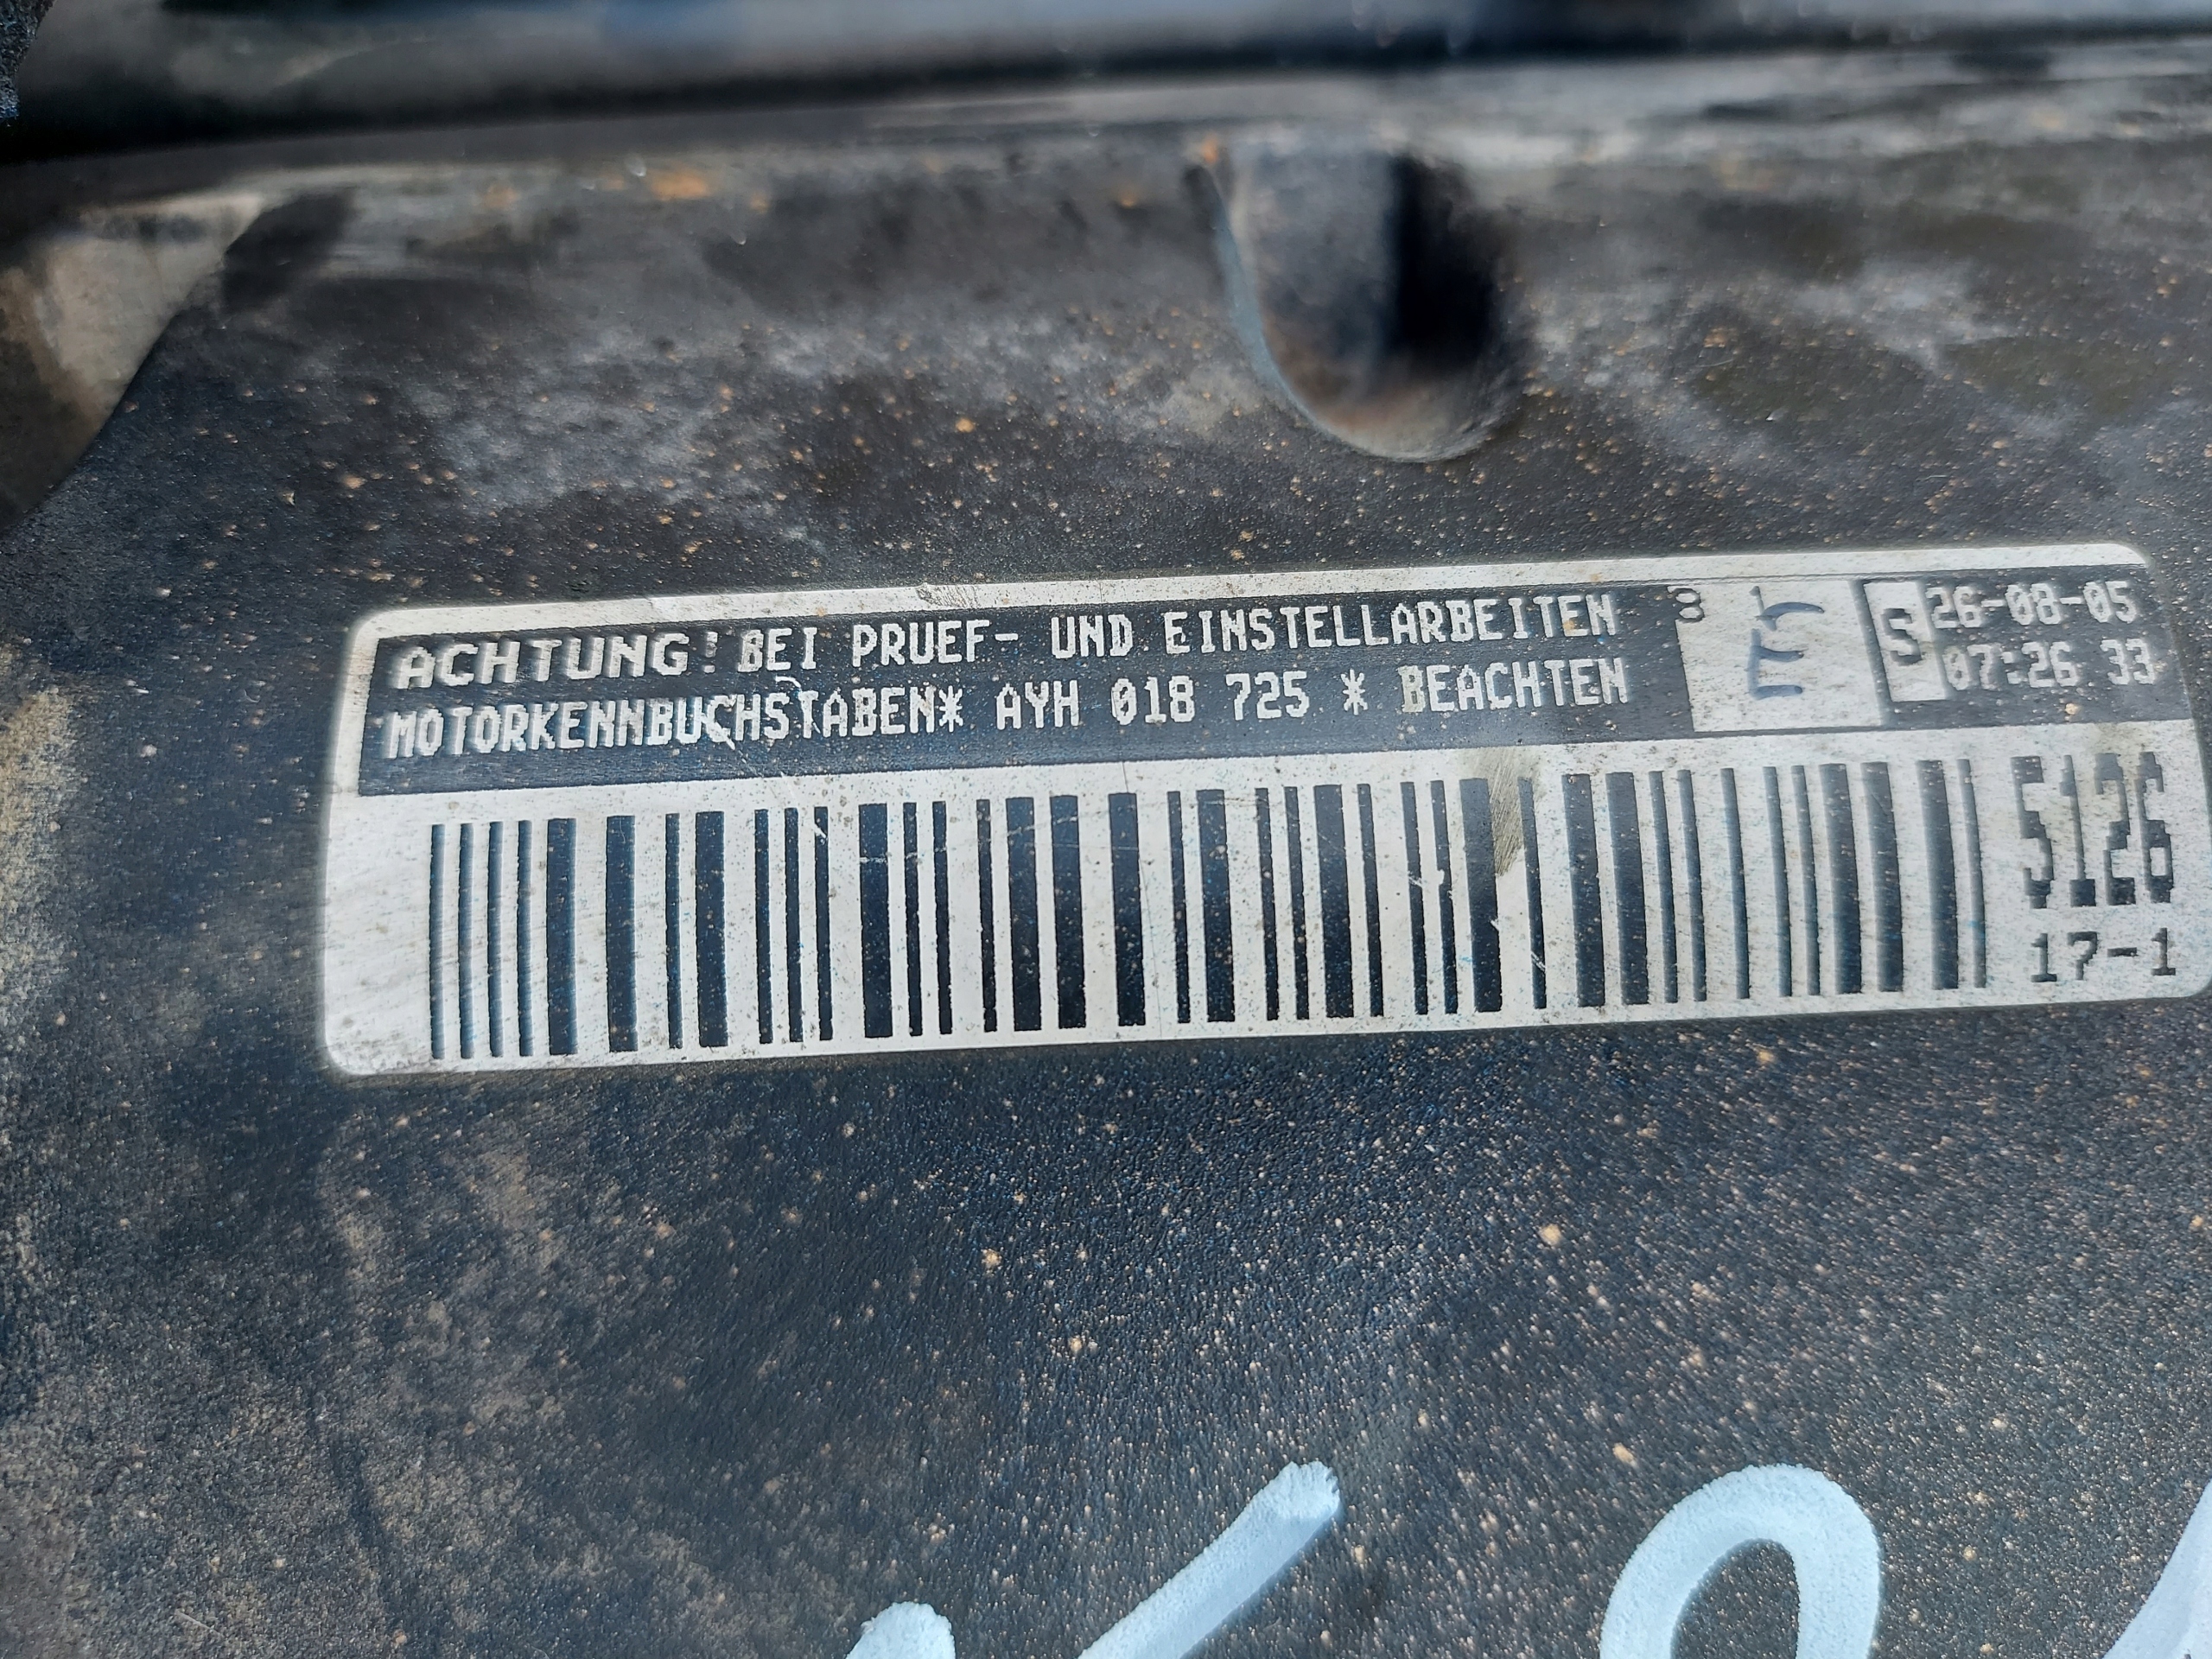 ACHTUNG! BEI PRUEF- UND EINSTELLARBEITEN
MOTORKENNBUCHSTABEN* AYH 018 725 * BEACHTEN
8
S
26-08-05
07:26 33
5126
17-1